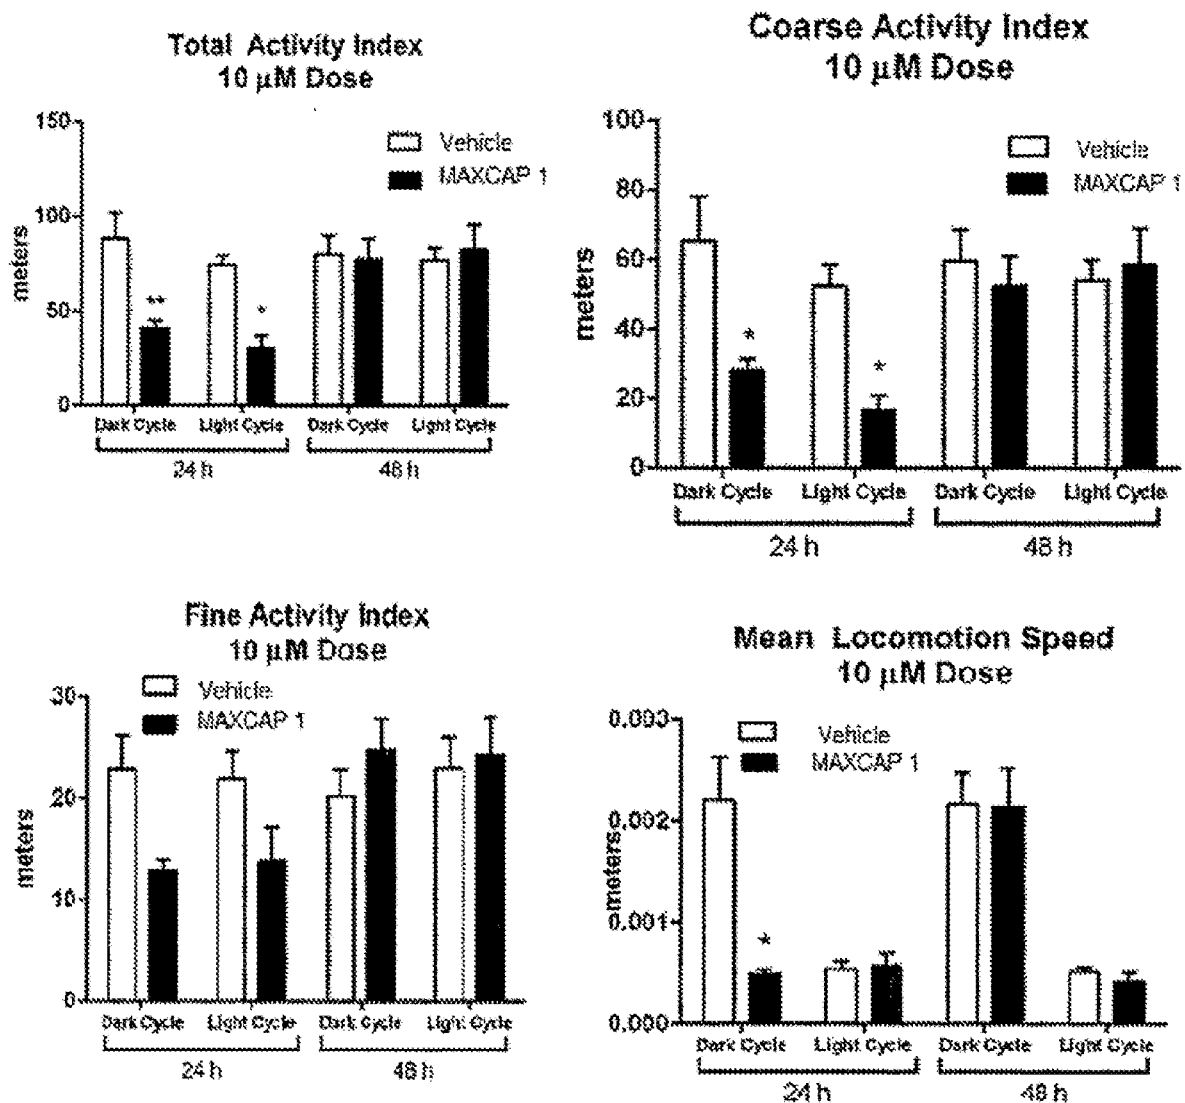 Total Activity Index
10 μM Dose
150
100
50
0
meters
Vehicle
MAXCAP 1
**
*
Dark Cycle Light Cycle Dark Cycle Light Cycle
24 h 48 h
Coarse Activity Index
10 μM Dose
100
80
60
40
20
0
meters
Vehicle
MAXCAP 1
*
*
Dark Cycle Light Cycle Dark Cycle Light Cycle
24 h 48 h
Fine Activity Index
10 μM Dose
30
20
10
0
meters
Vehicle
MAXCAP 1
Dark Cycle Light Cycle Dark Cycle Light Cycle
24 h 48 h
Mean Locomotion Speed
10 μM Dose
0.003
0.002
0.001
0.000
meters
Vehicle
MAXCAP 1
*
Dark Cycle Light Cycle Dark Cycle Light Cycle
24 h 48 h